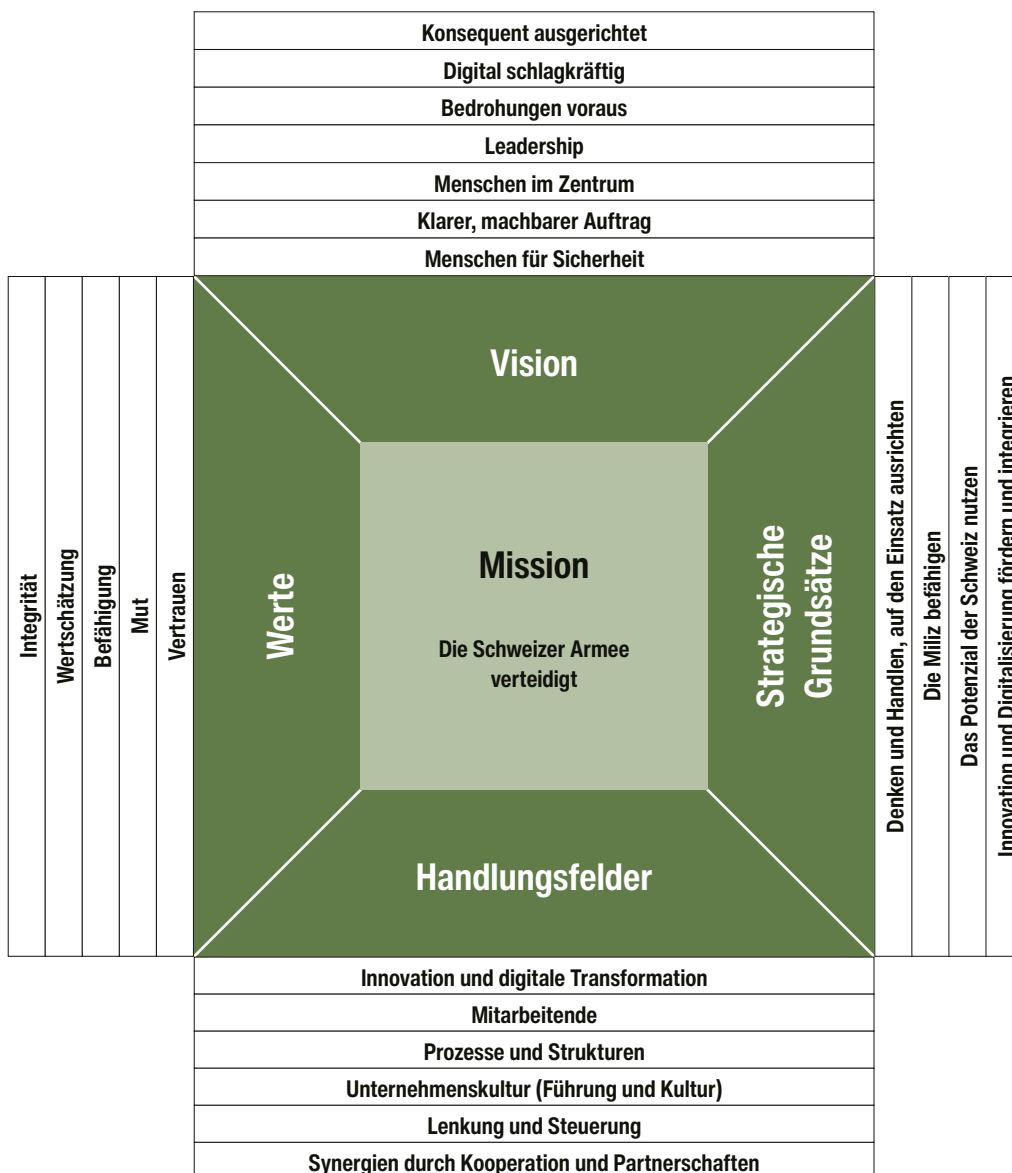 Konsequent ausgerichtet
Digital schlagkräftig
Bedrohungen voraus
Leadership
Menschen im Zentrum
Klarer, machbarer Auftrag
Menschen für Sicherheit
Vision
Integrität
Wertschätzung
Befähigung
Mut
Vertrauen
Werte
Mission
Die Schweizer Armee
verteidigt
Strategische
Grundsätze
Denken und Handeln, auf den Einsatz ausrichten
Die Miliz befähigen
Das Potenzial der Schweiz nutzen
Innovation und Digitalisierung fördern und integrieren
Handlungsfelder
Innovation und digitale Transformation
Mitarbeitende
Prozesse und Strukturen
Unternehmenskultur (Führung und Kultur)
Lenkung und Steuerung
Synergien durch Kooperation und Partnerschaften